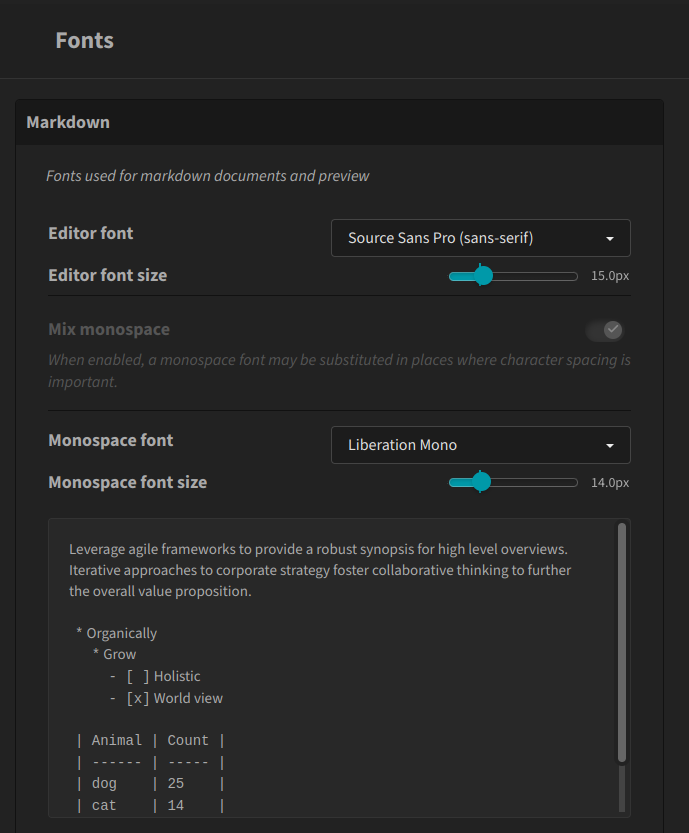 Fonts
Markdown
Fonts used for markdown documents and preview
Editor font
Source Sans Pro (sans-serif)
Editor font size
15.0px
Mix monospace
When enabled, a monospace font may be substituted in places where character spacing is
important.
Monospace font
Liberation Mono
Monospace font size
14.0px
Leverage agile frameworks to provide a robust synopsis for high level overviews.
Iterative approaches to corporate strategy foster collaborative thinking to further
the overall value proposition.
* Organically
* Grow
- [ ] Holistic
- [x] World view
| Animal | Count |
| ------ | ----- |
| dog    | 25    |
| cat    | 14    |